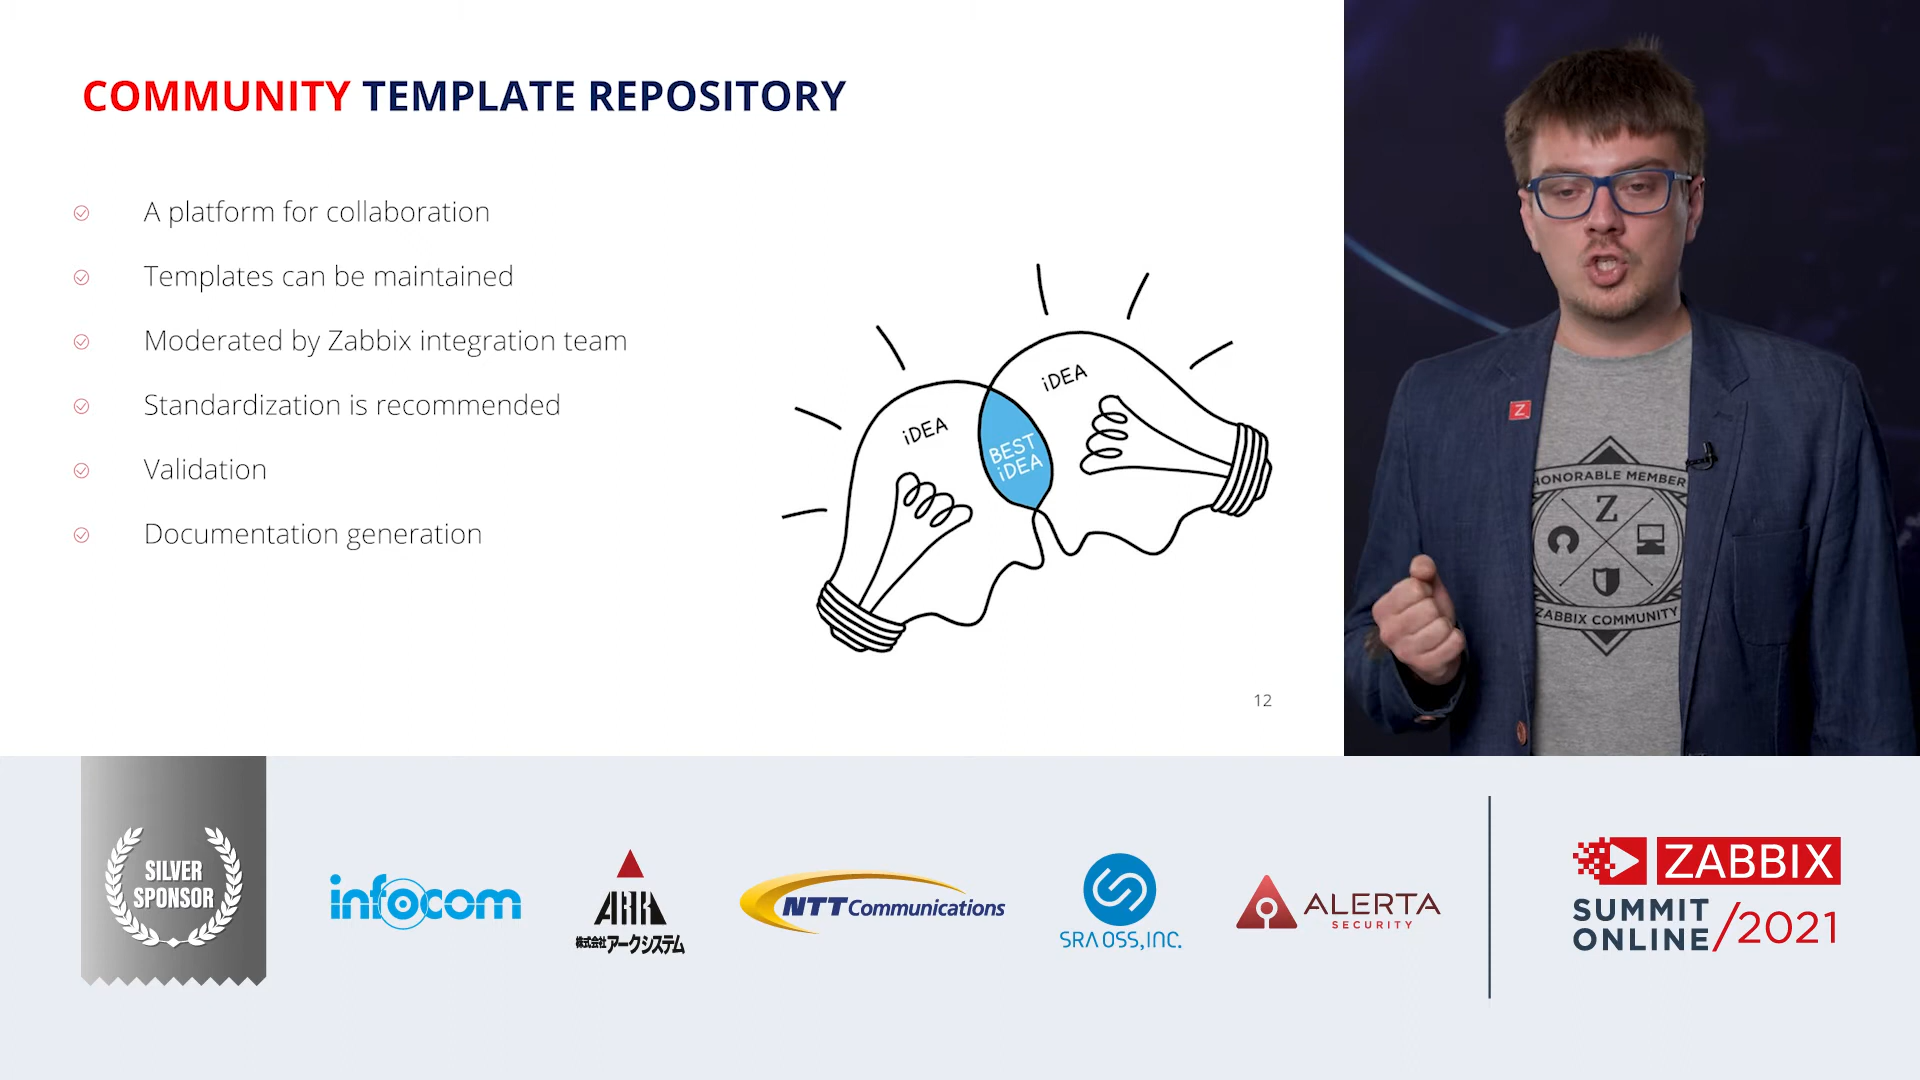 COMMUNITY TEMPLATE REPOSITORY
A platform for collaboration
Templates can be maintained
Moderated by Zabbix integration team
Standardization is recommended
Validation
Documentation generation
iDEA
iDEA
BEST
iDEA
12
Z
HONORABLE MEMBER
Z
ZABBIX COMMUNITY
SILVER
SPONSOR
infocom
ARK
株式会社アークシステム
NTT Communications
SRA OSS, INC.
ALERTA
SECURITY
ZABBIX
SUMMIT
ONLINE /2021